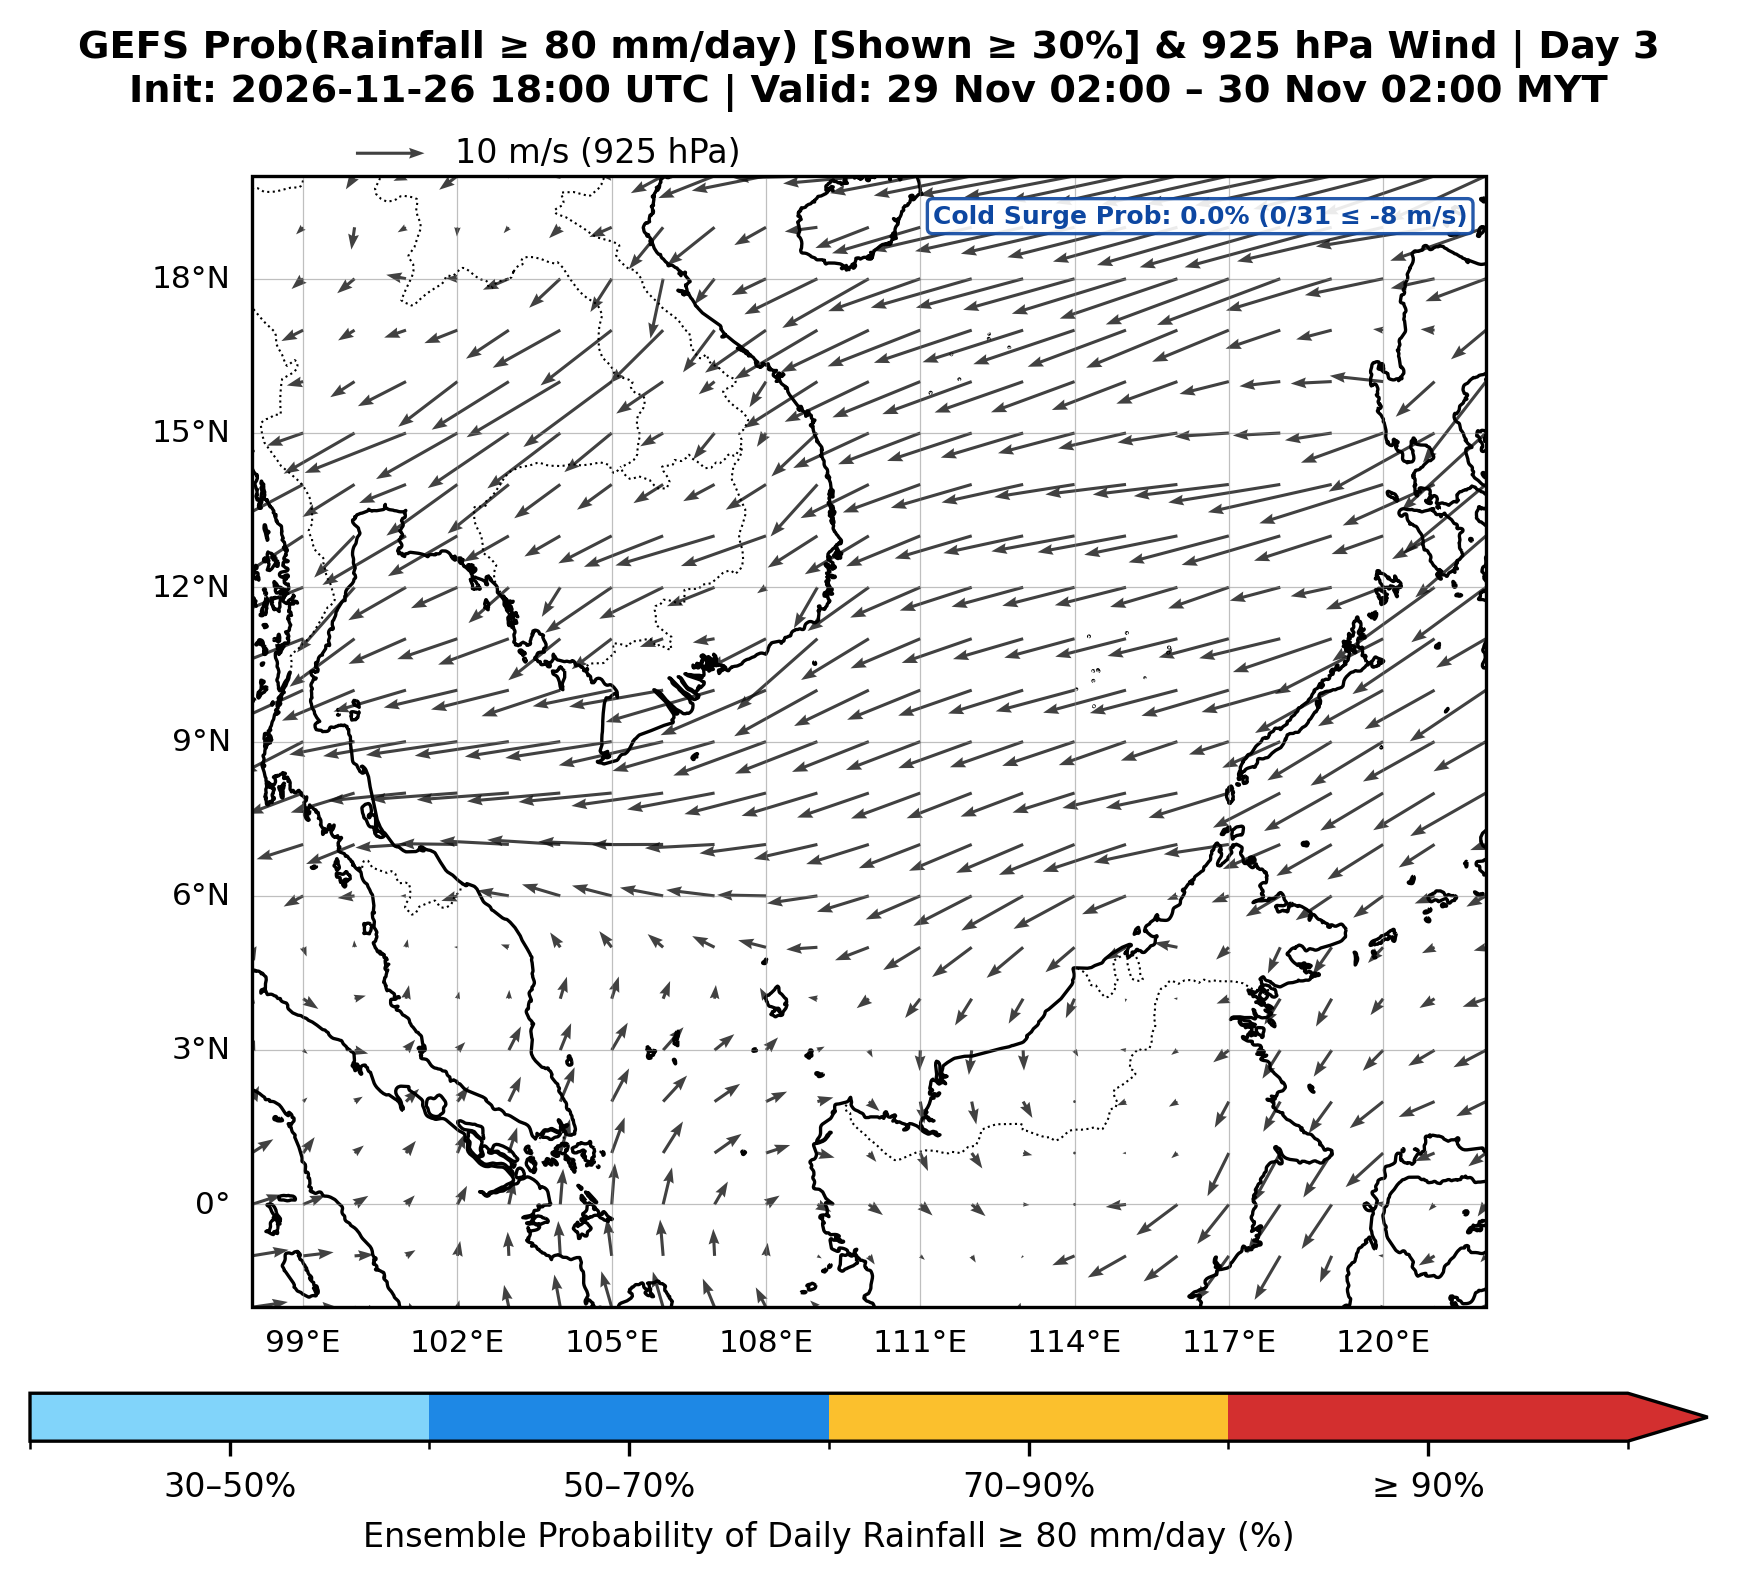 GEFS Prob(Rainfall ≥ 80 mm/day) [Shown ≥ 30%] & 925 hPa Wind | Day 3
Init: 2026-11-26 18:00 UTC | Valid: 29 Nov 02:00 – 30 Nov 02:00 MYT
10 m/s (925 hPa)
Cold Surge Prob: 0.0% (0/31 ≤ -8 m/s)
18°N
15°N
12°N
9°N
6°N
3°N
0°
99°E 102°E 105°E 108°E 111°E 114°E 117°E 120°E
30–50% 50–70% 70–90% ≥ 90%
Ensemble Probability of Daily Rainfall ≥ 80 mm/day (%)